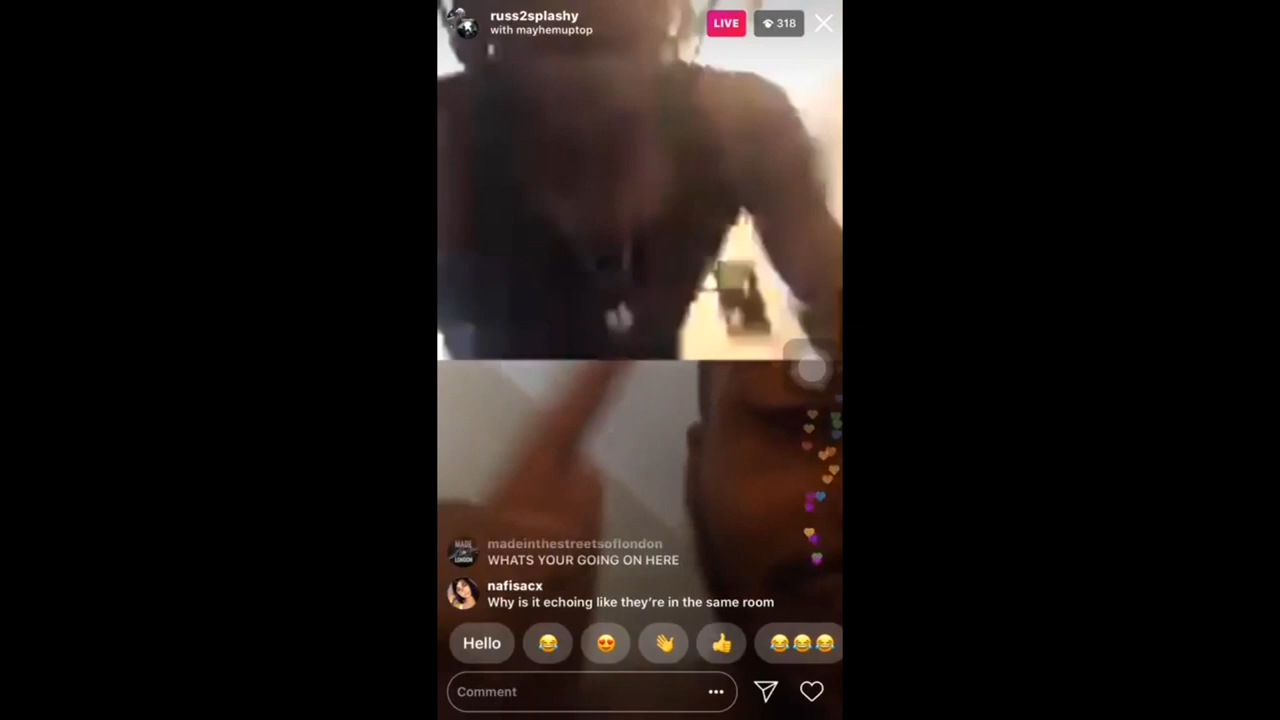 russ2splashy
with mayhemuptop
LIVE
318
madeinthestreetsoflondon
WHATS YOUR GOING ON HERE
nafisacx
Why is it echoing like they're in the same room
Hello
Comment
MADE
LONDON